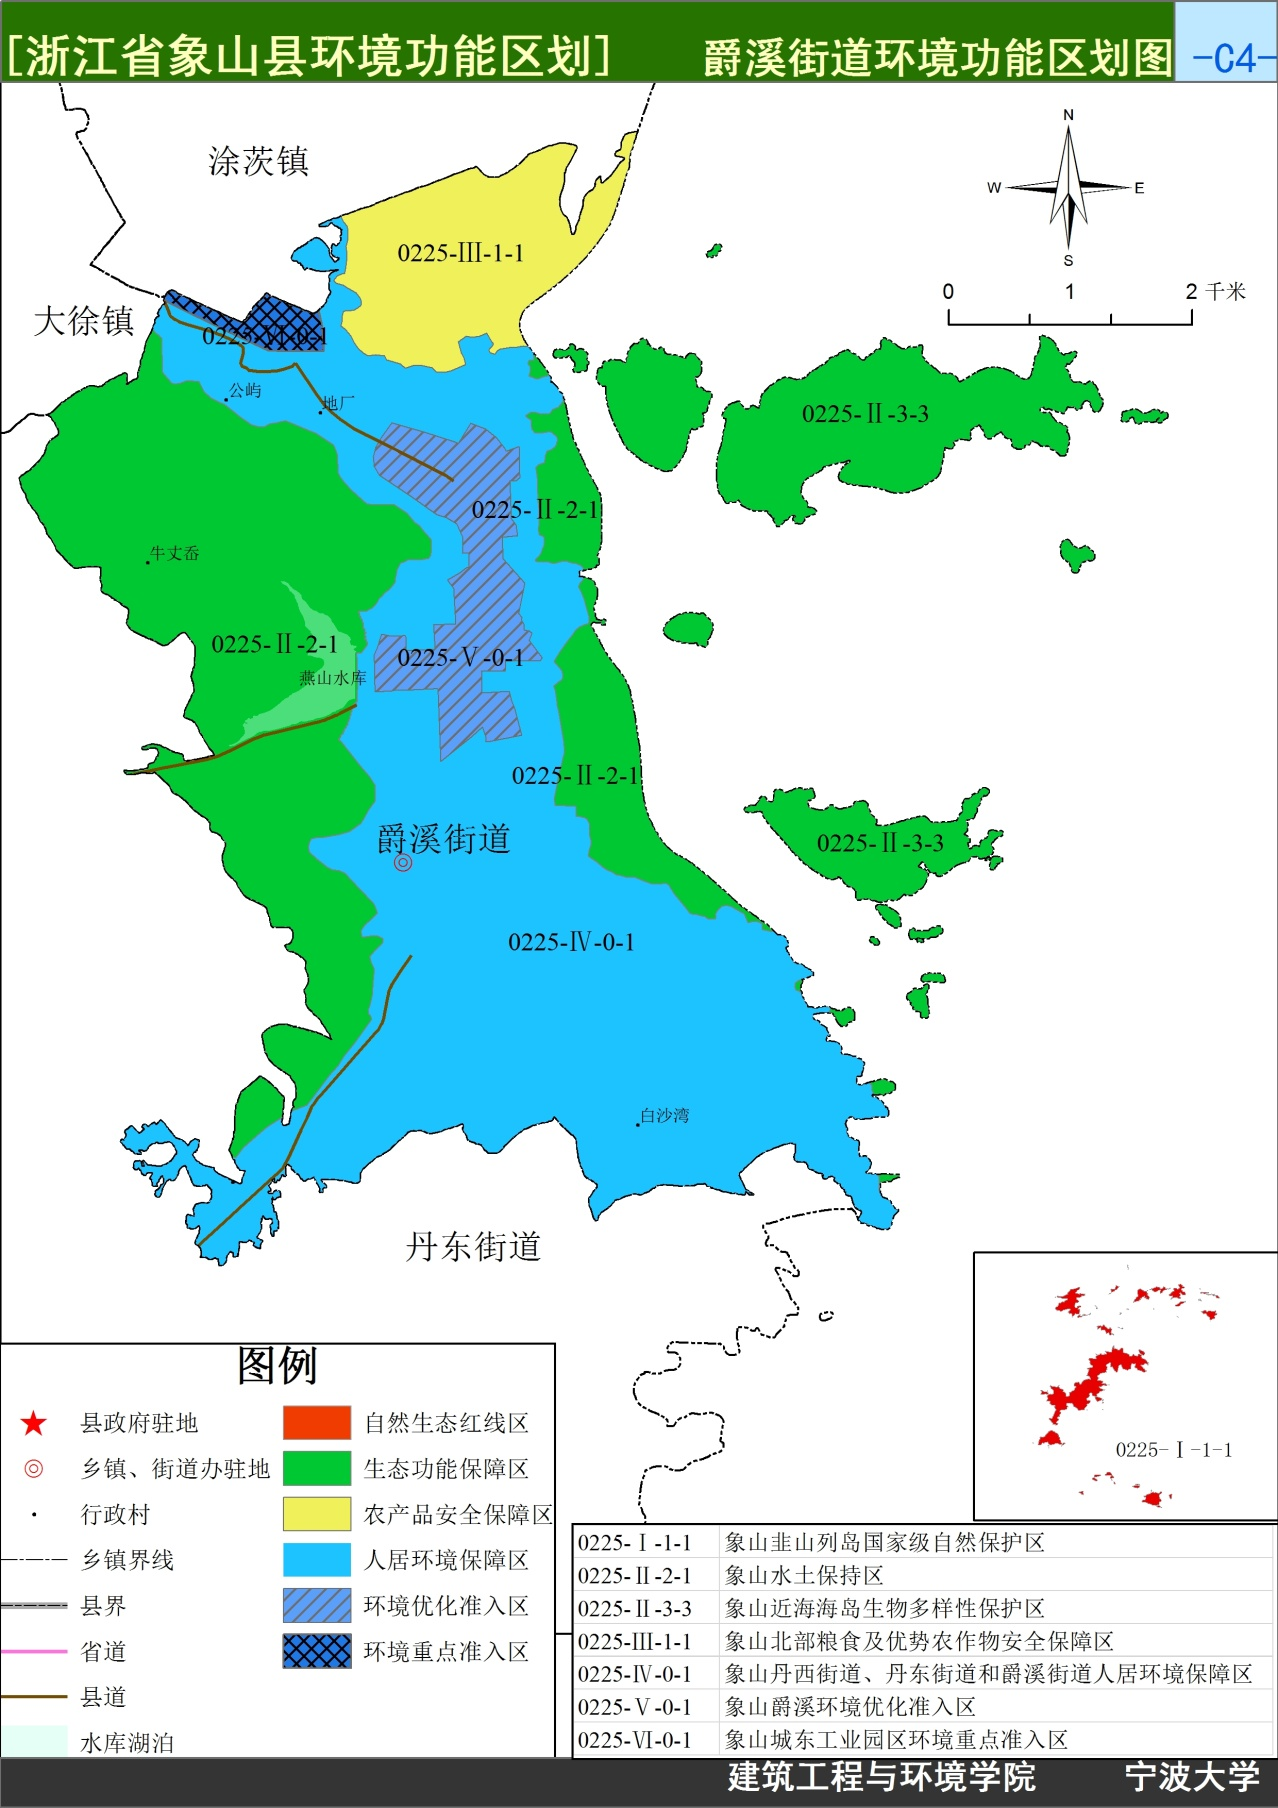 [浙江省象山县环境功能区划]
爵溪街道环境功能区划图
-C4-
涂茨镇
N
W
E
S
0225-Ⅲ-1-1
0 1 2 千米
大徐镇
0225-Ⅵ-0-1
公屿
地厂
0225-Ⅱ-3-3
0225-Ⅱ-2-1
牛丈岙
0225-Ⅱ-2-1
0225-Ⅴ-0-1
燕山水库
0225-Ⅱ-2-1
爵溪街道
0225-Ⅱ-3-3
0225-Ⅳ-0-1
白沙湾
丹东街道
0225-Ⅰ-1-1
图例
县政府驻地
乡镇、街道办驻地
行政村
乡镇界线
县界
省道
县道
水库湖泊
自然生态红线区
生态功能保障区
农产品安全保障区
人居环境保障区
环境优化准入区
环境重点准入区
0225-Ⅰ-1-1 象山韭山列岛国家级自然保护区
0225-Ⅱ-2-1 象山水土保持区
0225-Ⅱ-3-3 象山近海海岛生物多样性保护区
0225-Ⅲ-1-1 象山北部粮食及优势农作物安全保障区
0225-Ⅳ-0-1 象山丹西街道、丹东街道和爵溪街道人居环境保障区
0225-Ⅴ-0-1 象山爵溪环境优化准入区
0225-Ⅵ-0-1 象山城东工业园区环境重点准入区
建筑工程与环境学院 宁波大学